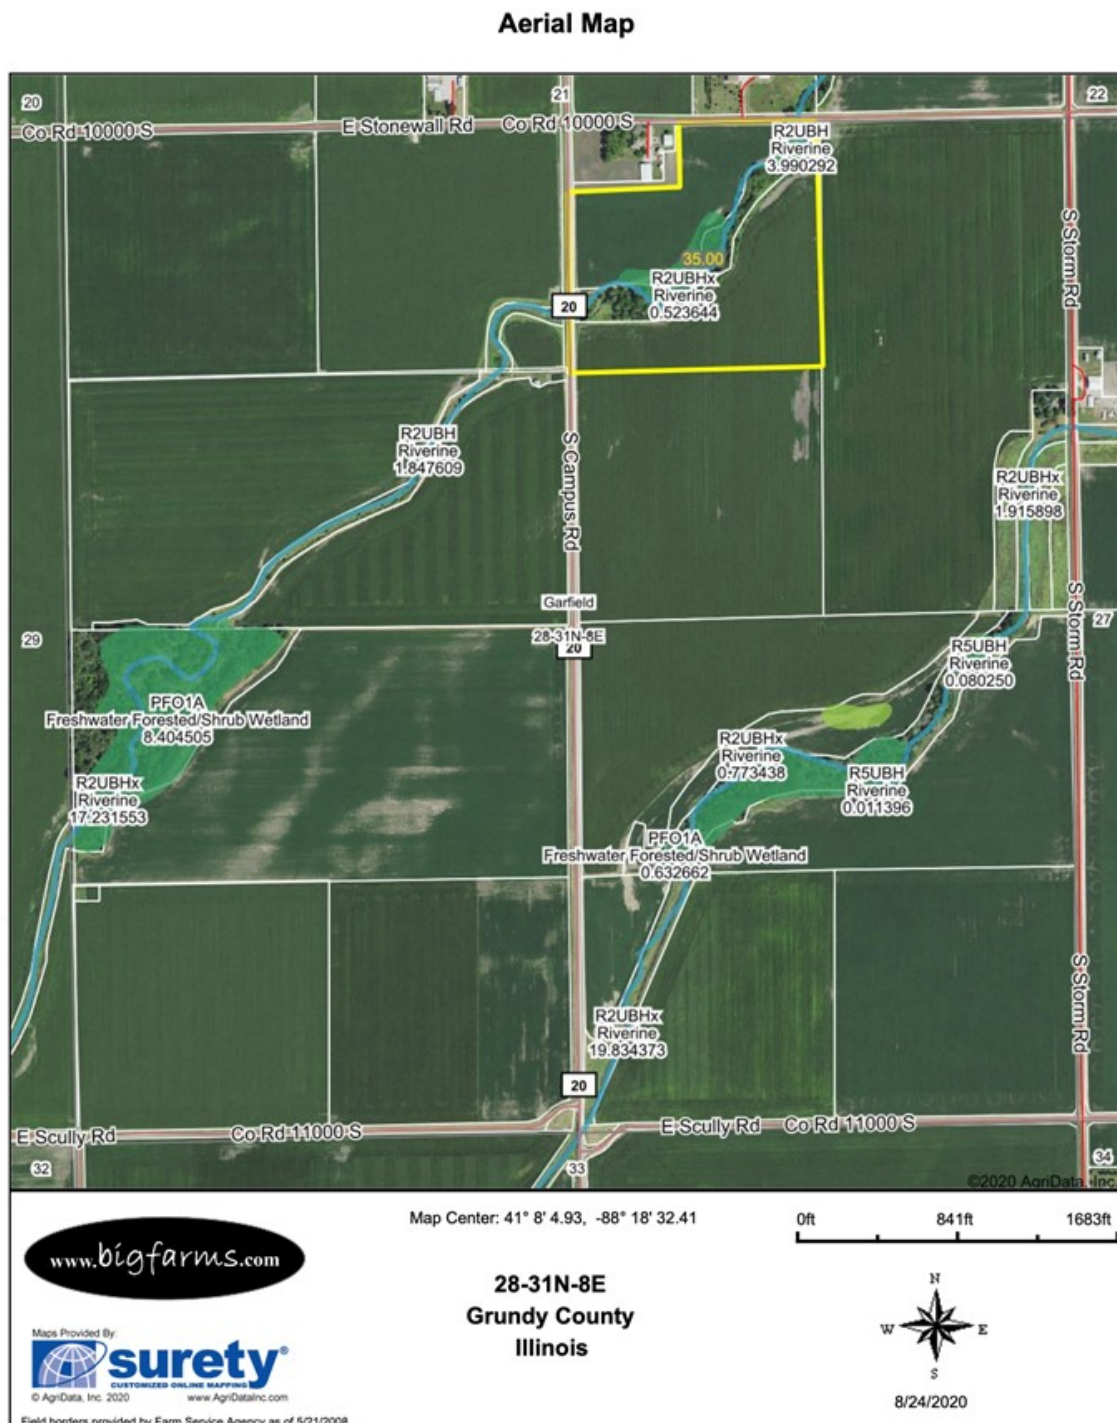 Aerial Map
20
21
22
Co Rd 10000 S
E Stonewall Rd
Co Rd 10000 S
R2UBH
Riverine
3.990292
S Storm Rd
35.00
R2UBHx
Riverine
0.523644
20
R2UBH
Riverine
1.847609
S Campus Rd
R2UBHx
Riverine
1.915898
Garfield
28-31N-8E
20
S Storm Rd
29
27
R5UBH
Riverine
0.080250
PFO1A
Freshwater Forested/Shrub Wetland
8.404505
R2UBHx
Riverine
0.773438
R5UBH
Riverine
0.011396
R2UBHx
Riverine
17.231553
PFO1A
Freshwater Forested/Shrub Wetland
0.632662
S Storm Rd
R2UBHx
Riverine
19.834373
20
E Scully Rd
Co Rd 11000 S
E Scully Rd
Co Rd 11000 S
32
33
34
©2020 AgriData, Inc.
www.bigfarms.com
Maps Provided By:
surety®
CUSTOMIZED ONLINE MAPPING
© AgriData, Inc. 2020 www.AgriDataInc.com
Field borders provided by Farm Service Agency as of 5/21/2008.
Map Center: 41° 8' 4.93, -88° 18' 32.41
28-31N-8E
Grundy County
Illinois
0ft 841ft 1683ft
N
W E
S
8/24/2020